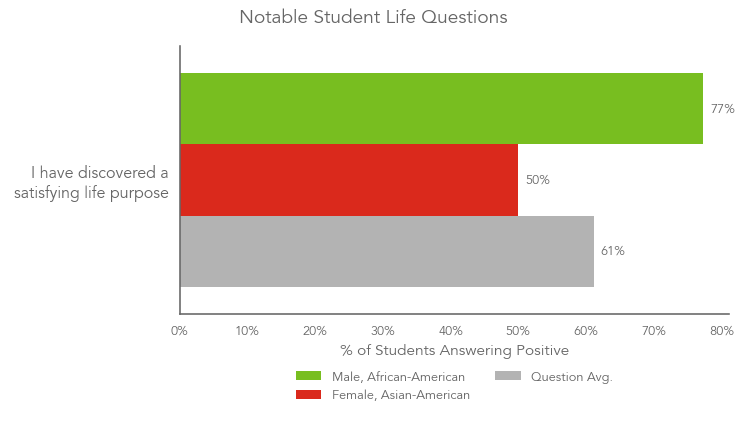 Notable Student Life Questions
77%
I have discovered a
satisfying life purpose
50%
61%
0% 10% 20% 30% 40% 50% 60% 70% 80%
% of Students Answering Positive
Male, African-American
Female, Asian-American
Question Avg.